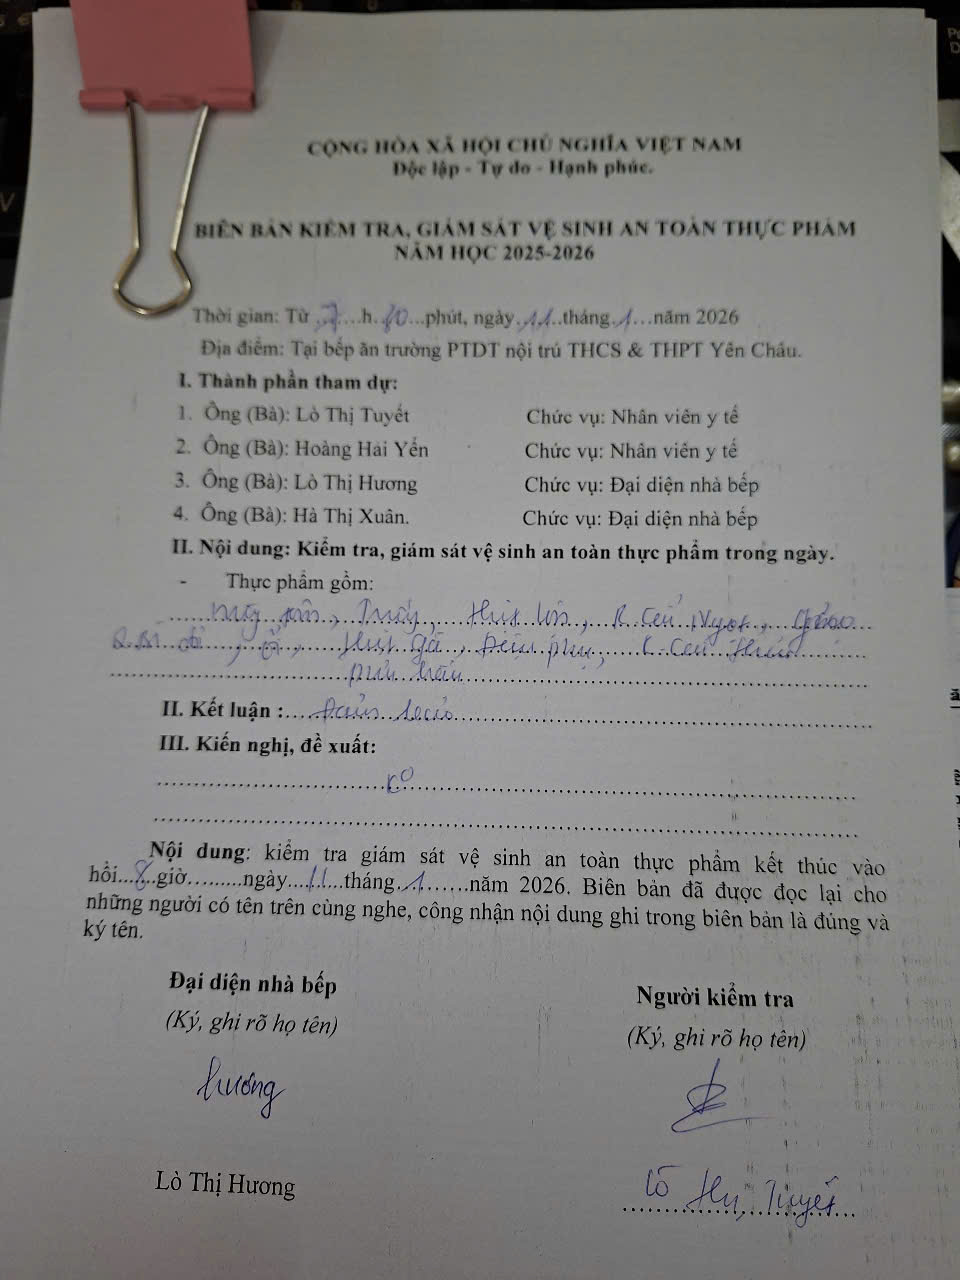 CỘNG HÒA XÃ HỘI CHỦ NGHĨA VIỆT NAM
Độc lập - Tự do - Hạnh phúc.
BIÊN BẢN KIỂM TRA, GIÁM SÁT VỆ SINH AN TOÀN THỰC PHẨM
NĂM HỌC 2025-2026
Thời gian: Từ ..7....h.10...phút, ngày.11..tháng.1...năm 2026
Địa điểm: Tại bếp ăn trường PTDT nội trú THCS & THPT Yên Châu.
I. Thành phần tham dự:
1. Ông (Bà): Lò Thị Tuyết Chức vụ: Nhân viên y tế
2. Ông (Bà): Hoàng Hải Yến Chức vụ: Nhân viên y tế
3. Ông (Bà): Lò Thị Hương Chức vụ: Đại diện nhà bếp
4. Ông (Bà): Hà Thị Xuân. Chức vụ: Đại diện nhà bếp
II. Nội dung: Kiểm tra, giám sát vệ sinh an toàn thực phẩm trong ngày.
- Thực phẩm gồm:
Trứng, thịt lợn, R. Cải Ngọt,
thịt gà, Đậu phụ, R. Cải
II. Kết luận :.... Đảm bảo
III. Kiến nghị, đề xuất:
K0
Nội dung: kiểm tra giám sát vệ sinh an toàn thực phẩm kết thúc vào
hồi...8..giờ.........ngày...11...tháng..1......năm 2026. Biên bản đã được đọc lại cho
những người có tên trên cùng nghe, công nhận nội dung ghi trong biên bản là đúng và
ký tên.
Đại diện nhà bếp Người kiểm tra
(Ký, ghi rõ họ tên) (Ký, ghi rõ họ tên)
Hương
Lò Thị Hương Lò Thị Tuyết